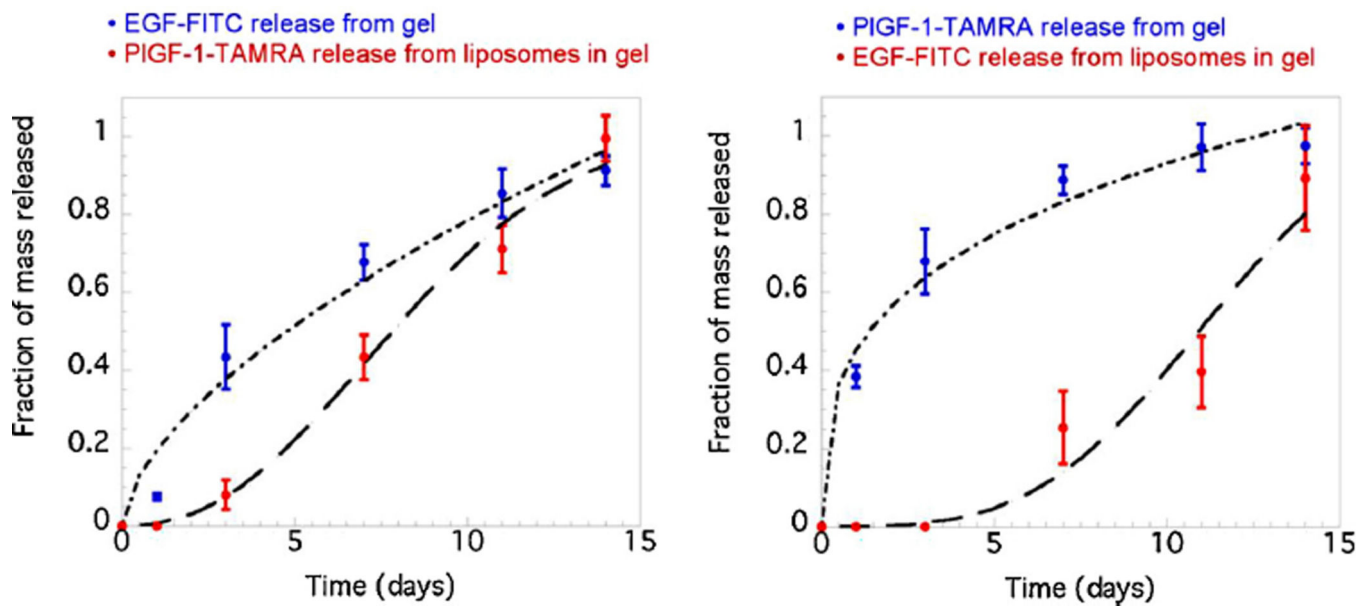 EGF-FITC release from gel
PIGF-1-TAMRA release from liposomes in gel
Fraction of mass released
1
0.8
0.6
0.4
0.2
0
0 5 10 15
Time (days)
PIGF-1-TAMRA release from gel
EGF-FITC release from liposomes in gel
Fraction of mass released
1
0.8
0.6
0.4
0.2
0
0 5 10 15
Time (days)